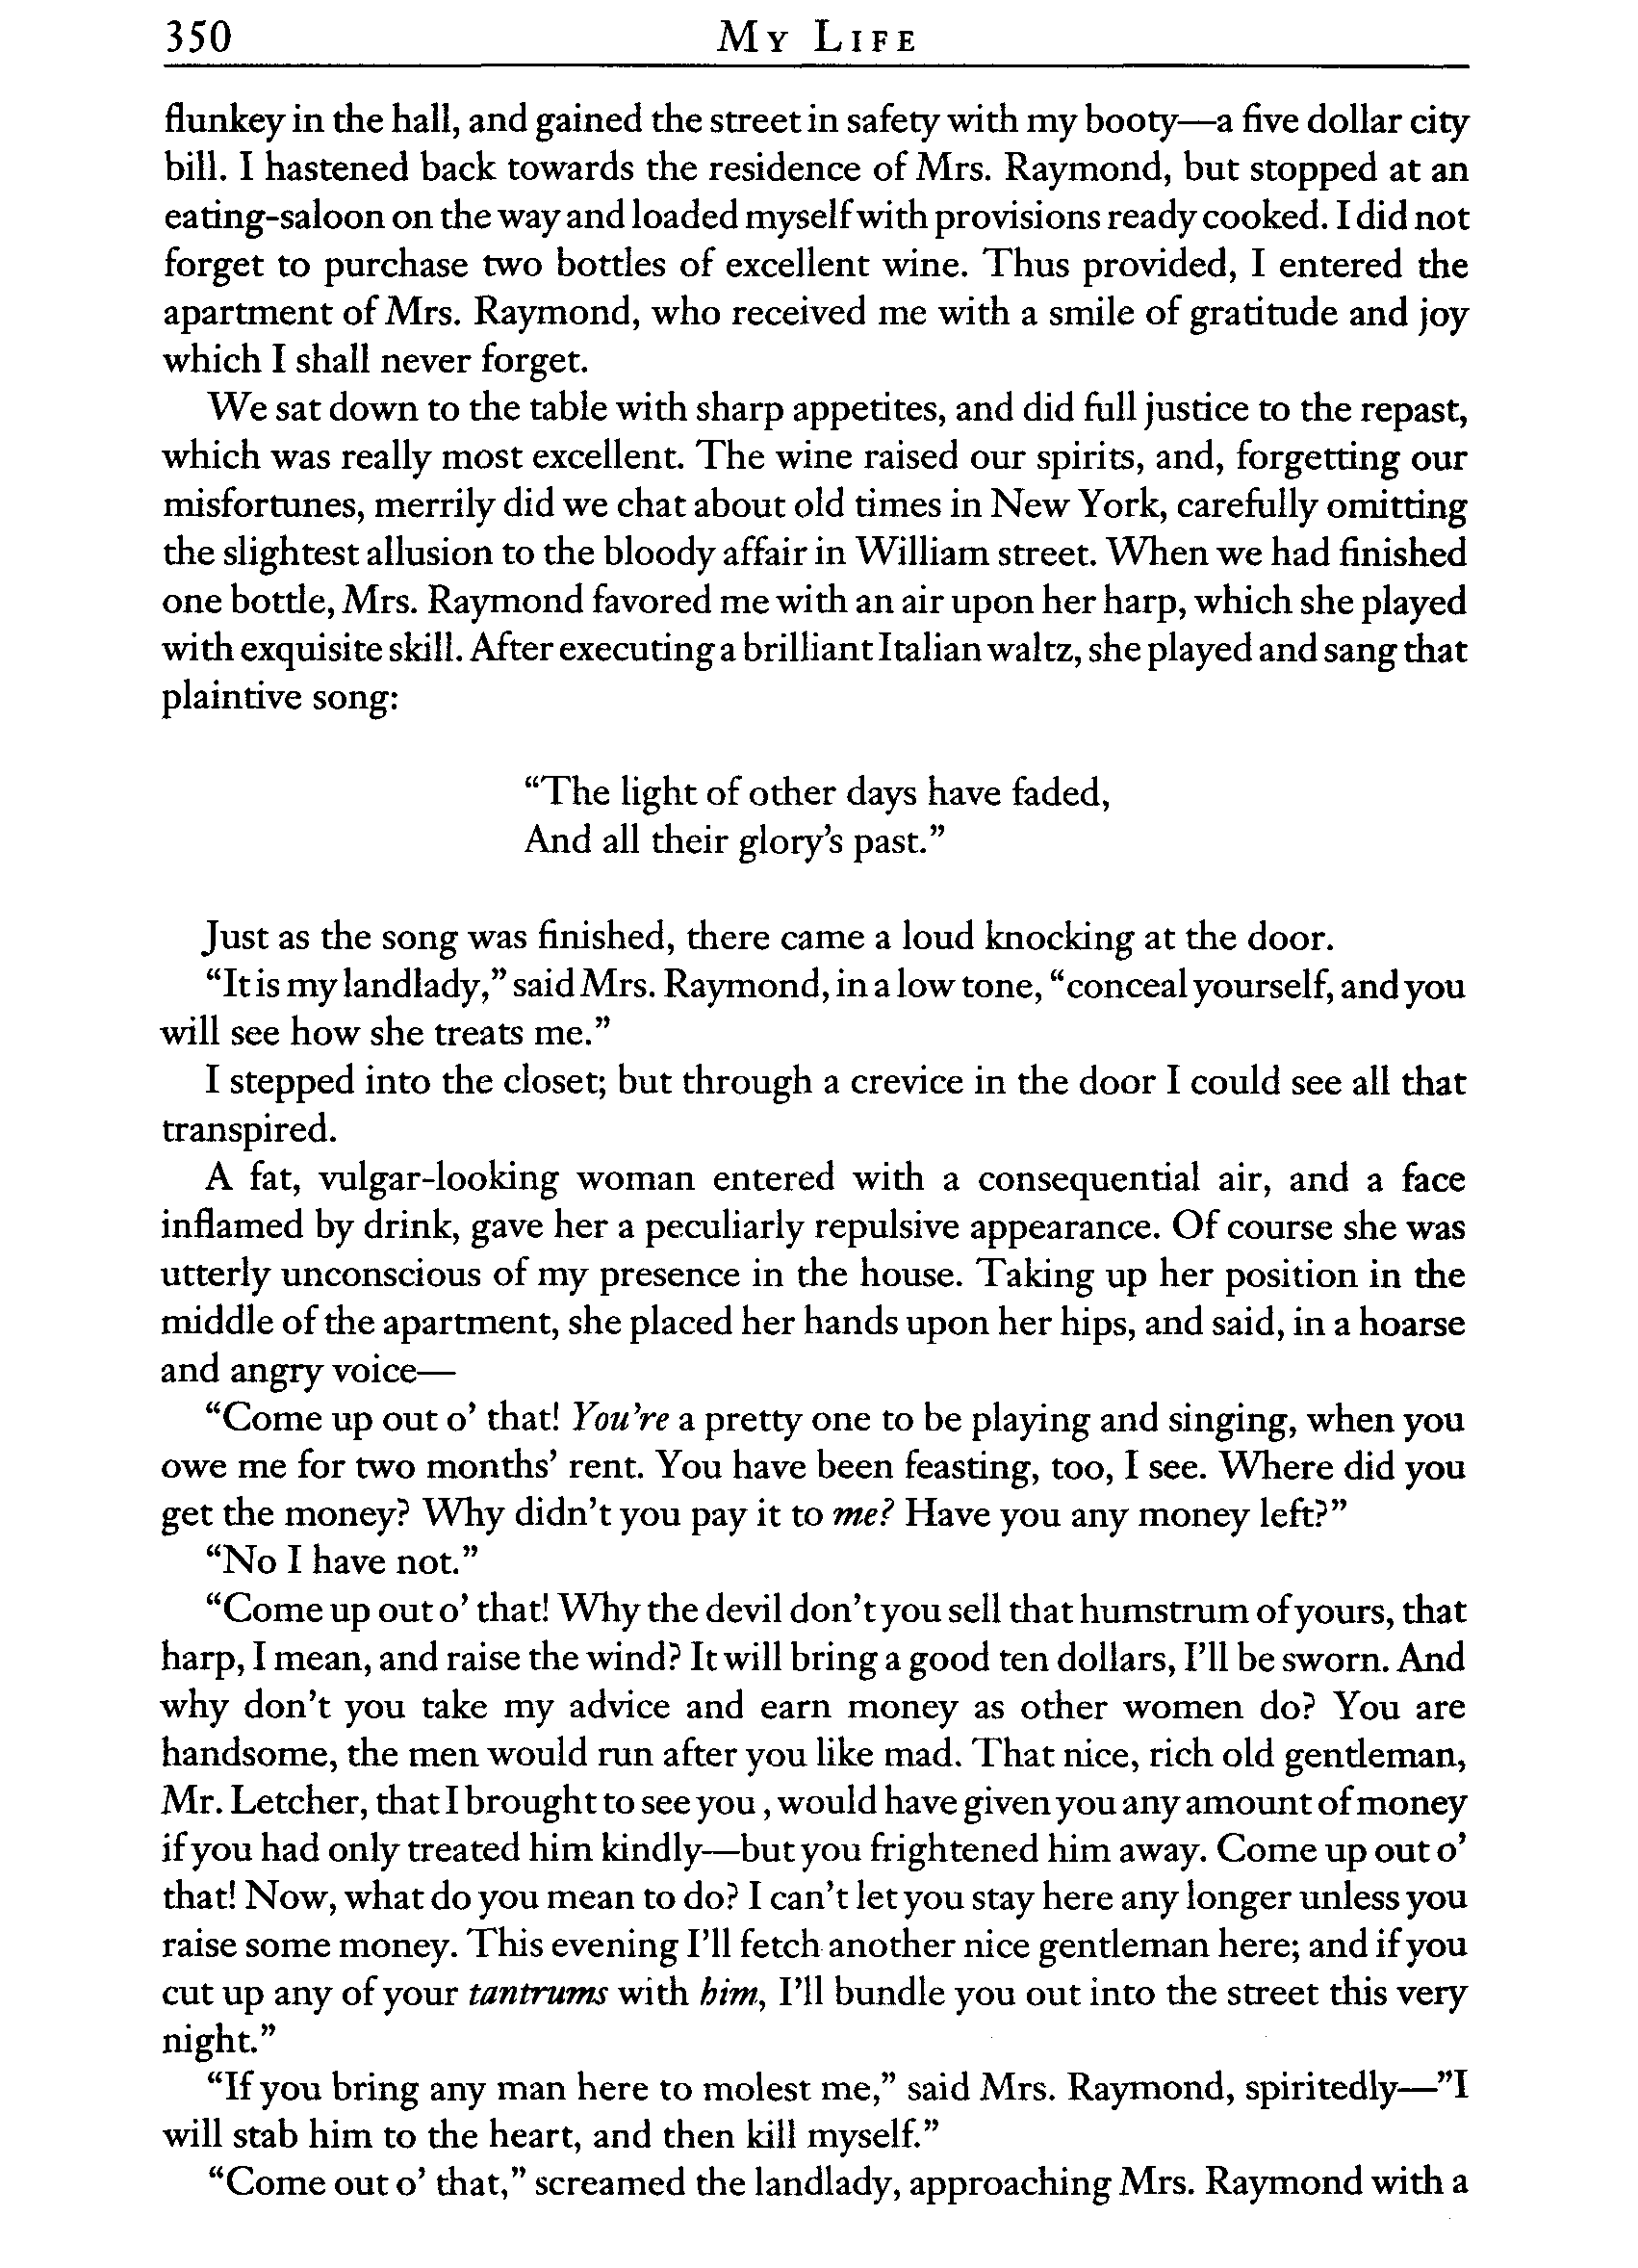 350 MY LIFE
flunkey in the hall, and gained the street in safety with my booty—a five dollar city
bill. I hastened back towards the residence of Mrs. Raymond, but stopped at an
eating-saloon on the way and loaded myself with provisions ready cooked. I did not
forget to purchase two bottles of excellent wine. Thus provided, I entered the
apartment of Mrs. Raymond, who received me with a smile of gratitude and joy
which I shall never forget.
We sat down to the table with sharp appetites, and did full justice to the repast,
which was really most excellent. The wine raised our spirits, and, forgetting our
misfortunes, merrily did we chat about old times in New York, carefully omitting
the slightest allusion to the bloody affair in William street. When we had finished
one bottle, Mrs. Raymond favored me with an air upon her harp, which she played
with exquisite skill. After executing a brilliant Italian waltz, she played and sang that
plaintive song:
“The light of other days have faded,
And all their glory’s past.”
Just as the song was finished, there came a loud knocking at the door.
“It is my landlady,” said Mrs. Raymond, in a low tone, “conceal yourself, and you
will see how she treats me.”
I stepped into the closet; but through a crevice in the door I could see all that
transpired.
A fat, vulgar-looking woman entered with a consequential air, and a face
inflamed by drink, gave her a peculiarly repulsive appearance. Of course she was
utterly unconscious of my presence in the house. Taking up her position in the
middle of the apartment, she placed her hands upon her hips, and said, in a hoarse
and angry voice—
“Come up out o’ that! You’re a pretty one to be playing and singing, when you
owe me for two months’ rent. You have been feasting, too, I see. Where did you
get the money? Why didn’t you pay it to me? Have you any money left?”
“No I have not.”
“Come up out o’ that! Why the devil don’t you sell that humstrum of yours, that
harp, I mean, and raise the wind? It will bring a good ten dollars, I’ll be sworn. And
why don’t you take my advice and earn money as other women do? You are
handsome, the men would run after you like mad. That nice, rich old gentleman,
Mr. Letcher, that I brought to see you, would have given you any amount of money
if you had only treated him kindly—but you frightened him away. Come up out o’
that! Now, what do you mean to do? I can’t let you stay here any longer unless you
raise some money. This evening I’ll fetch another nice gentleman here; and if you
cut up any of your tantrums with him, I’ll bundle you out into the street this very
night.”
“If you bring any man here to molest me,” said Mrs. Raymond, spiritedly—”I
will stab him to the heart, and then kill myself.”
“Come out o’ that,” screamed the landlady, approaching Mrs. Raymond with a